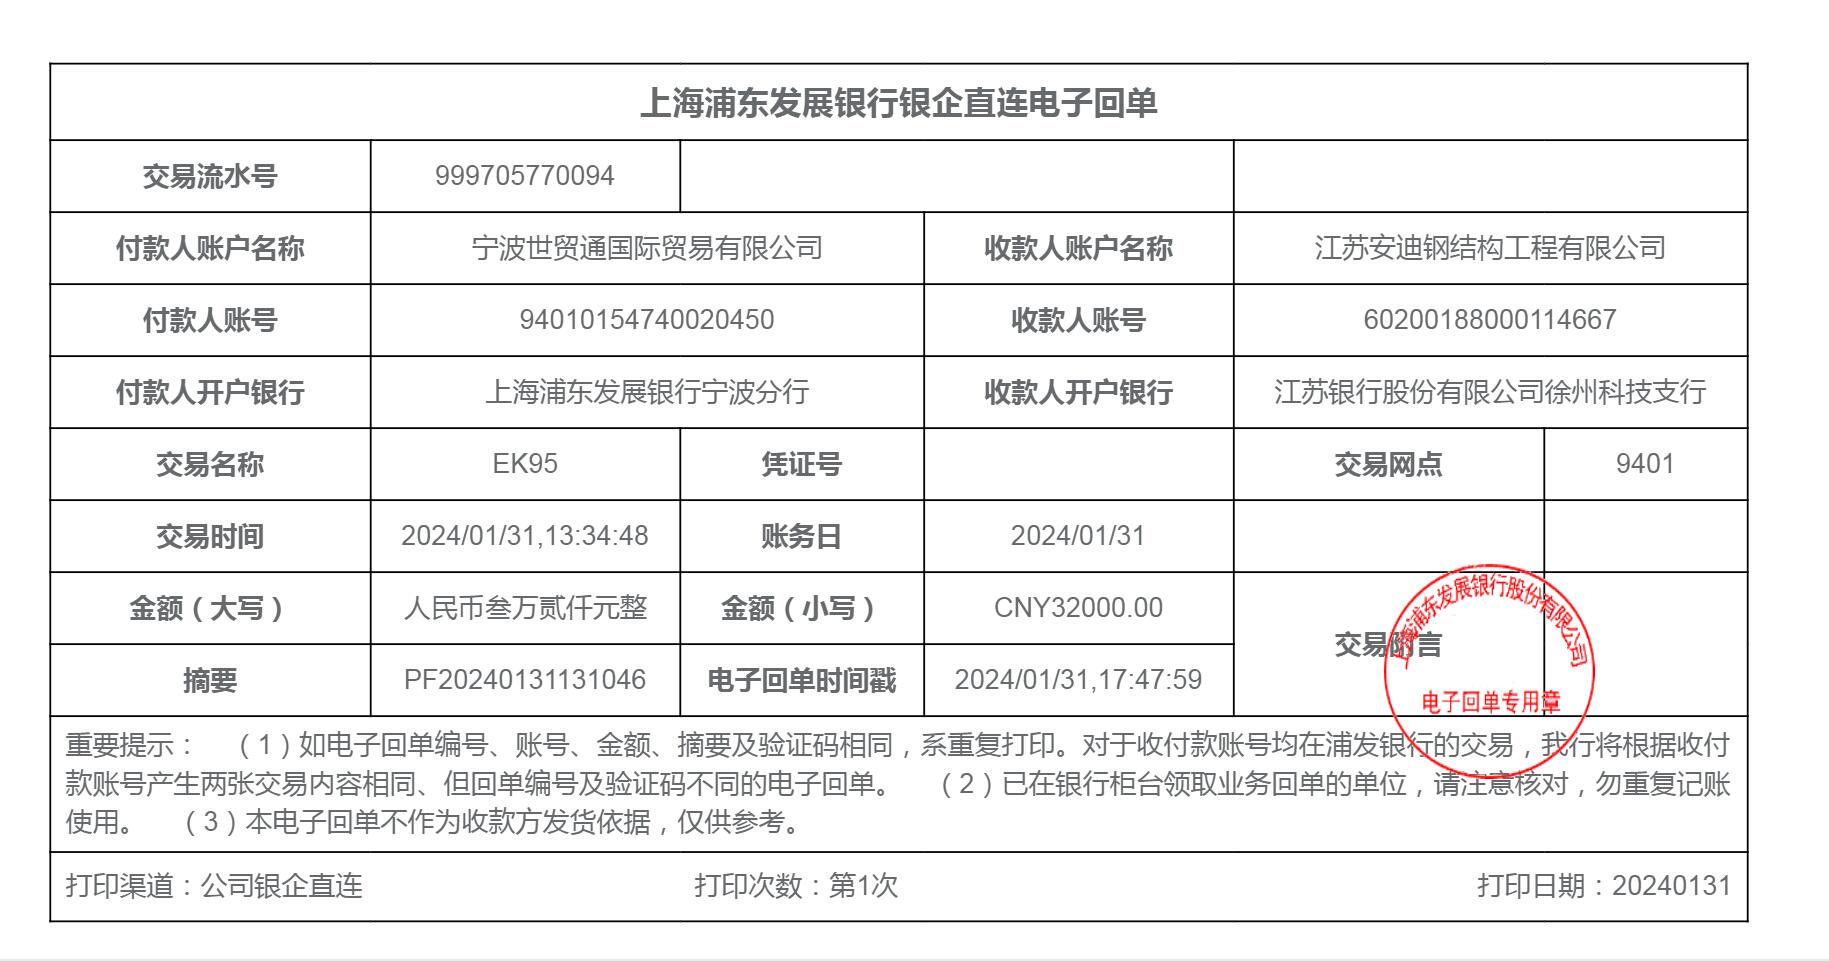 上海浦东发展银行银企直连电子回单
交易流水号 999705770094
付款人账户名称 宁波世贸通国际贸易有限公司 收款人账户名称 江苏安迪钢结构工程有限公司
付款人账号 94010154740020450 收款人账号 60200188000114667
付款人开户银行 上海浦东发展银行宁波分行 收款人开户银行 江苏银行股份有限公司徐州科技支行
交易名称 EK95 凭证号 交易网点 9401
交易时间 2024/01/31,13:34:48 账务日 2024/01/31
金额（大写） 人民币叁万贰仟元整 金额（小写） CNY32000.00
交易附言
摘要 PF20240131131046 电子回单时间戳 2024/01/31,17:47:59
上海浦东发展银行股份有限公司
电子回单专用章
重要提示： （1）如电子回单编号、账号、金额、摘要及验证码相同，系重复打印。对于收付款账号均在浦发银行的交易，我行将根据收付
款账号产生两张交易内容相同、但回单编号及验证码不同的电子回单。 （2）已在银行柜台领取业务回单的单位，请注意核对，勿重复记账
使用。 （3）本电子回单不作为收款方发货依据，仅供参考。
打印渠道：公司银企直连 打印次数：第1次 打印日期：20240131